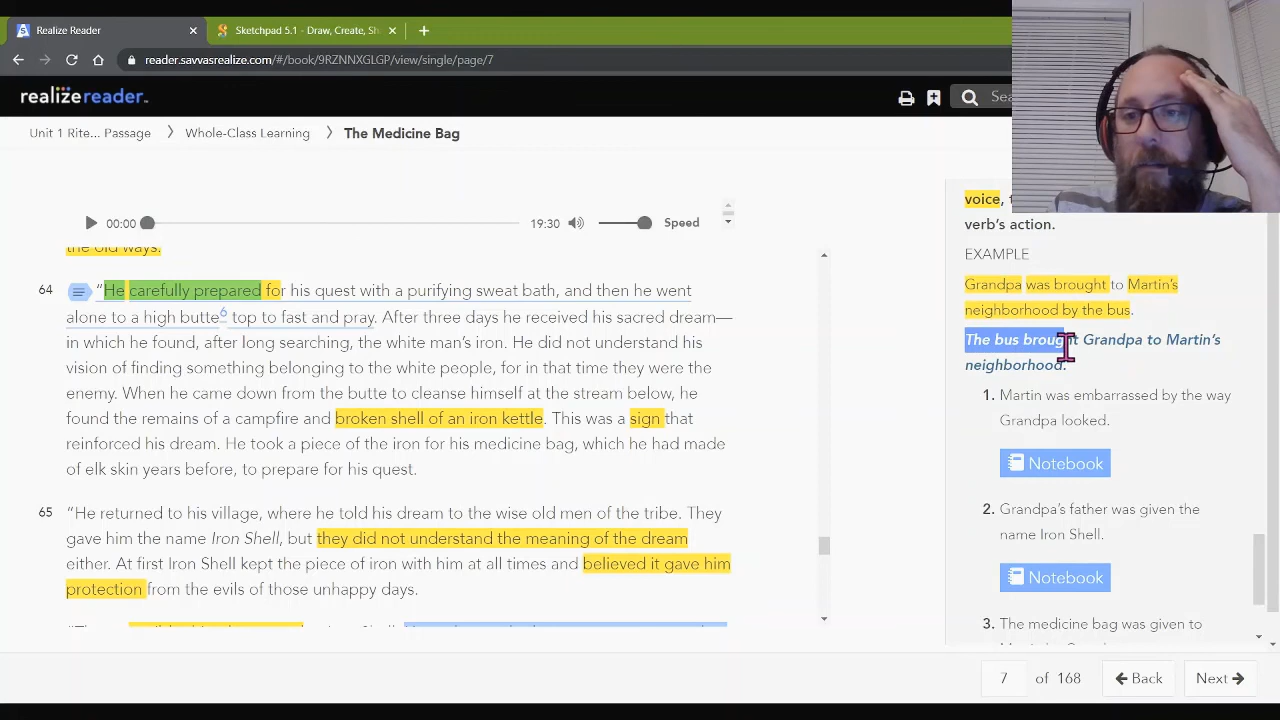 Realize Reader
Sketchpad 5.1 - Draw, Create, Sh
reader.savvasrealize.com/#/book/9RZNNXGLGP/view/single/page/7
realizereader™
Sea
Unit 1 Rite... Passage > Whole-Class Learning > The Medicine Bag
00:00 19:30 Speed
the old ways.
64 "He carefully prepared for his quest with a purifying sweat bath, and then he went
alone to a high butte6 top to fast and pray. After three days he received his sacred dream—
in which he found, after long searching, the white man's iron. He did not understand his
vision of finding something belonging to the white people, for in that time they were the
enemy. When he came down from the butte to cleanse himself at the stream below, he
found the remains of a campfire and broken shell of an iron kettle. This was a sign that
reinforced his dream. He took a piece of the iron for his medicine bag, which he had made
of elk skin years before, to prepare for his quest.
65 "He returned to his village, where he told his dream to the wise old men of the tribe. They
gave him the name Iron Shell, but they did not understand the meaning of the dream
either. At first Iron Shell kept the piece of iron with him at all times and believed it gave him
protection from the evils of those unhappy days.
voice,
verb's action.
EXAMPLE
Grandpa was brought to Martin's
neighborhood by the bus.
The bus brought Grandpa to Martin's
neighborhood.
1. Martin was embarrassed by the way
Grandpa looked.
Notebook
2. Grandpa's father was given the
name Iron Shell.
Notebook
3. The medicine bag was given to
7 of 168 Back Next